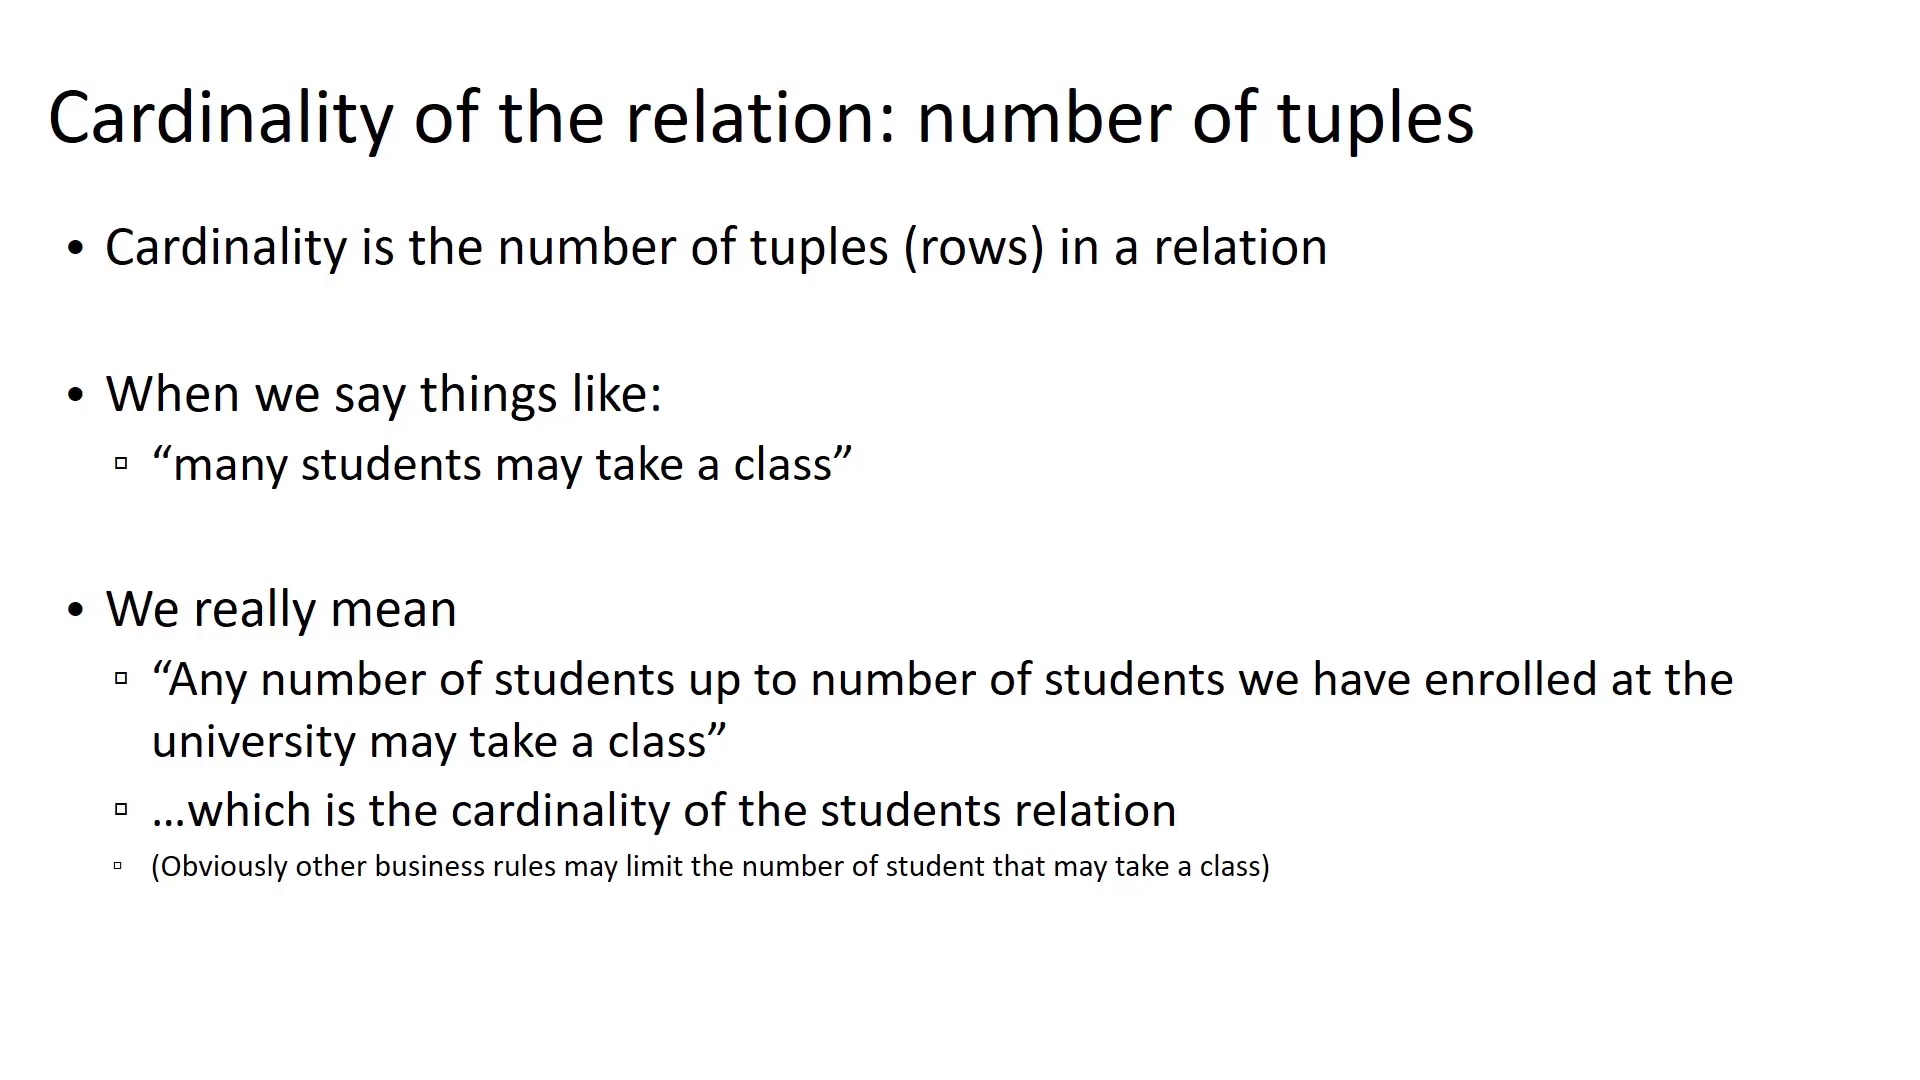 Cardinality of the relation: number of tuples
• Cardinality is the number of tuples (rows) in a relation
• When we say things like:
▫ “many students may take a class”
• We really mean
▫ “Any number of students up to number of students we have enrolled at the
university may take a class”
▫ …which is the cardinality of the students relation
▫ (Obviously other business rules may limit the number of student that may take a class)